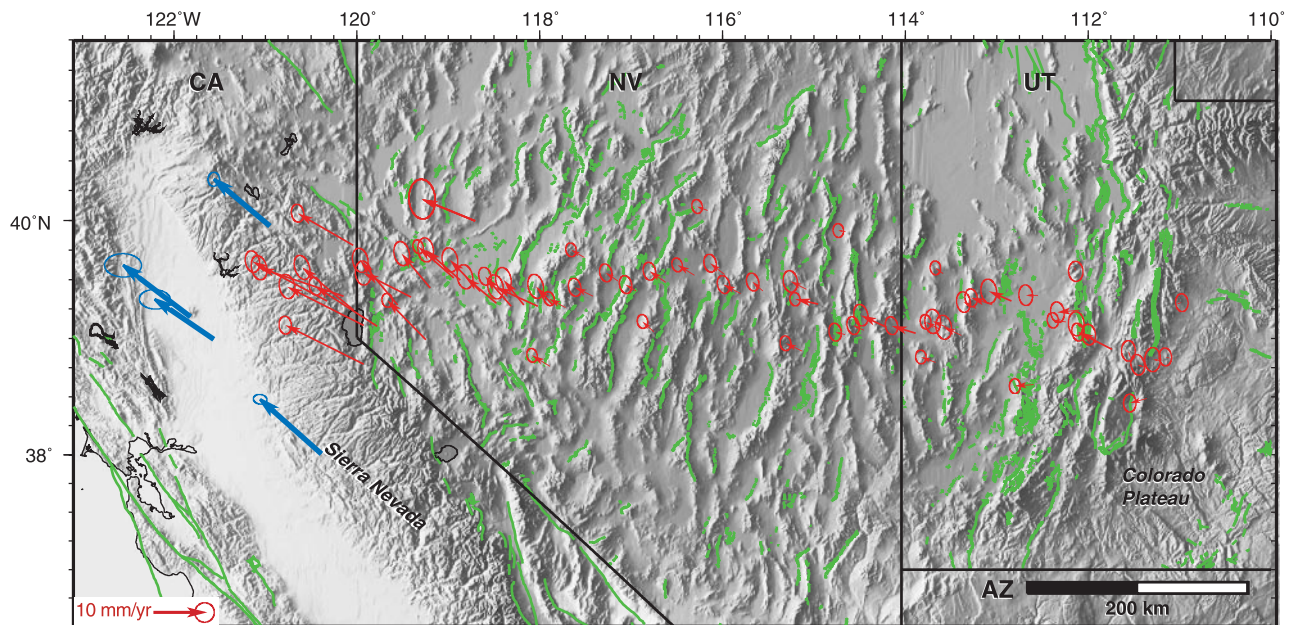 122˚W 120˚ 118˚ 116˚ 114˚ 112˚ 110˚
CA NV UT
40˚N
38˚
Sierra Nevada
Colorado
Plateau
AZ
200 km
10 mm/yr